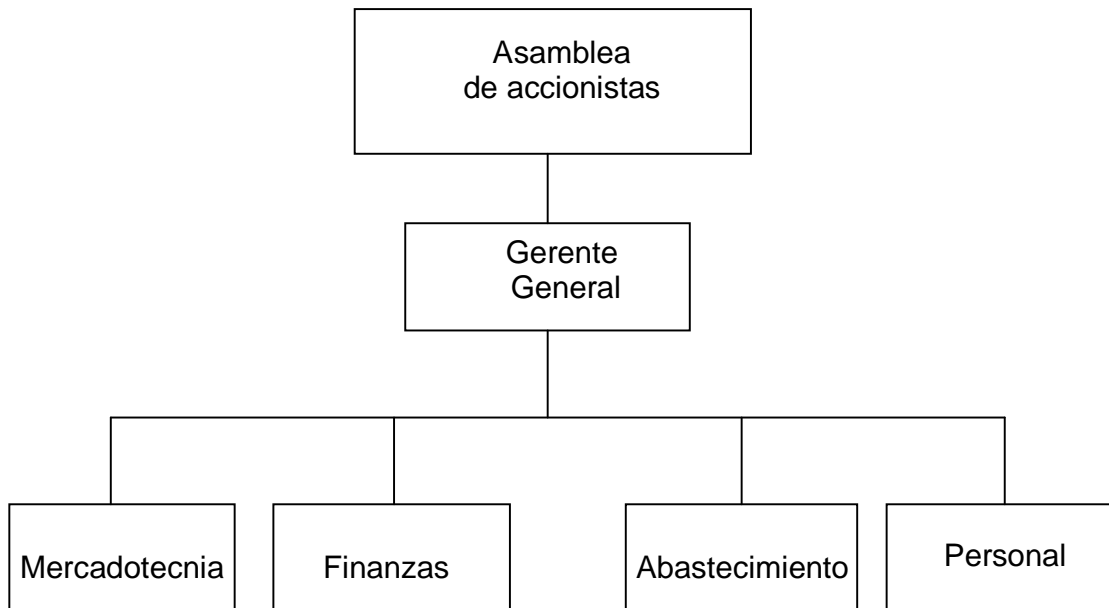 Asamblea
de accionistas
Gerente
General
Mercadotecnia
Finanzas
Abastecimiento
Personal